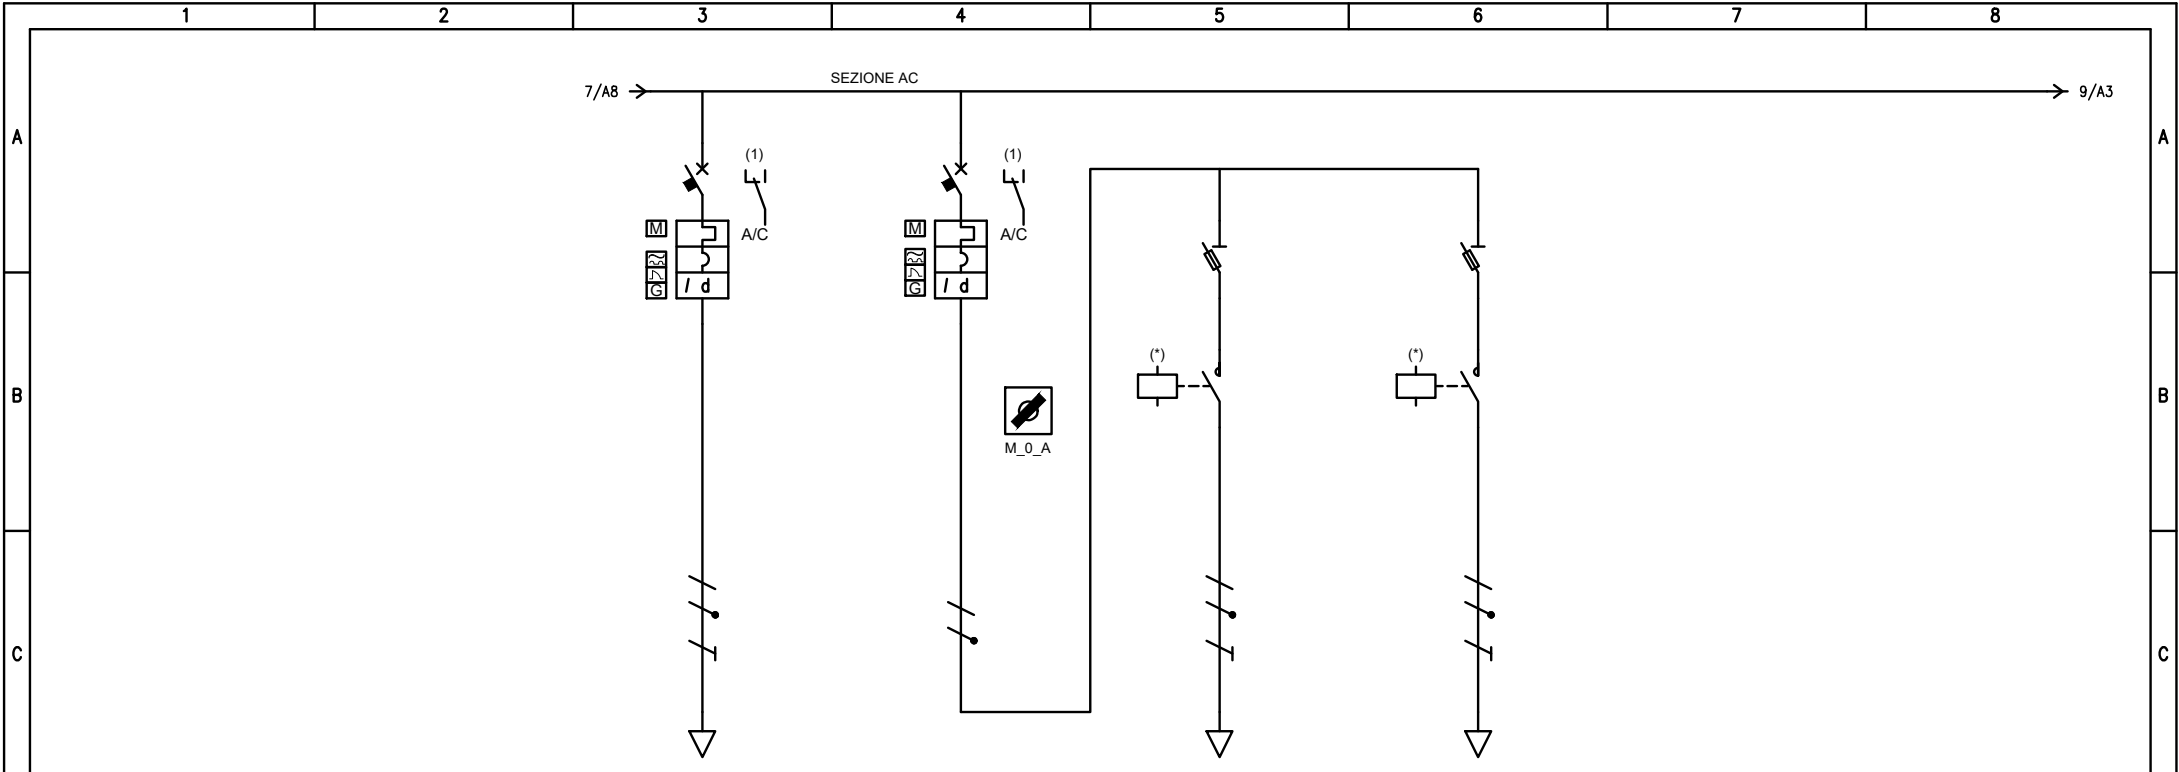 1 2 3 4 5 6 7 8
SEZIONE AC
7/A8 9/A3
A A
(1) (1)
M A/C M A/C
G I d G I d
(*) (*)
B B
M_0_A
C C